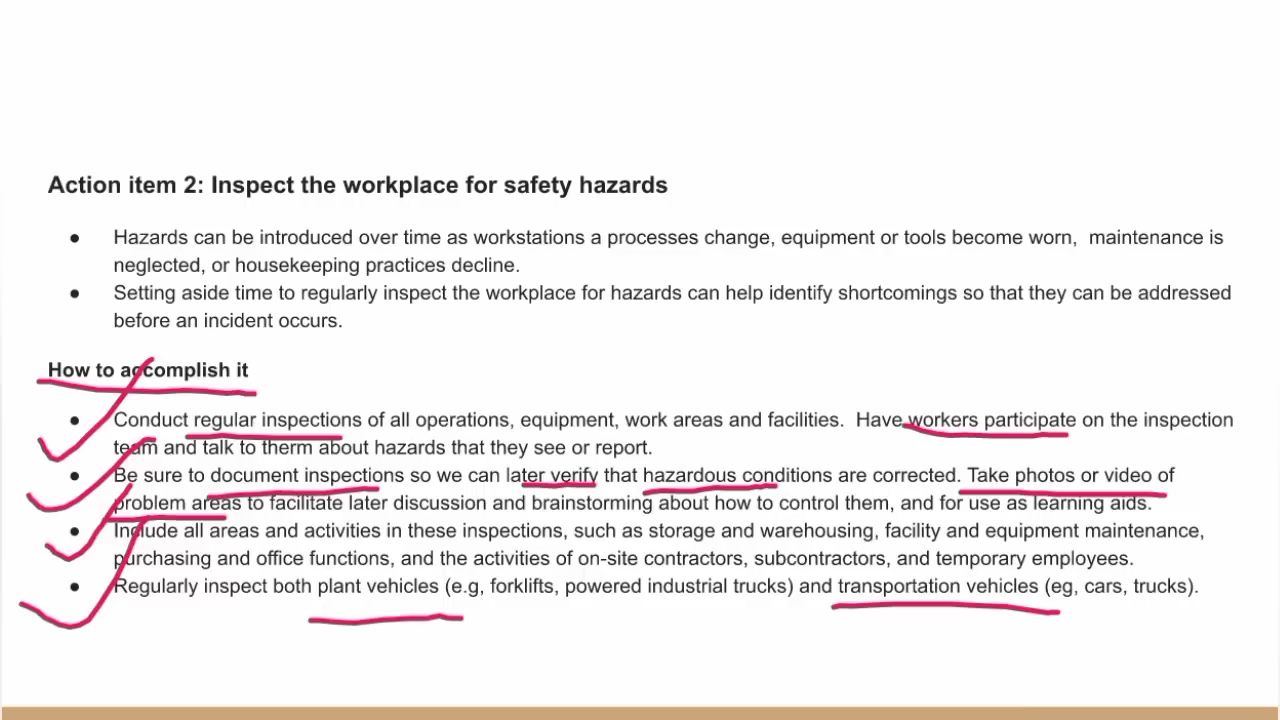 Action item 2: Inspect the workplace for safety hazards
● Hazards can be introduced over time as workstations a processes change, equipment or tools become worn,  maintenance is
neglected, or housekeeping practices decline.
● Setting aside time to regularly inspect the workplace for hazards can help identify shortcomings so that they can be addressed
before an incident occurs.
How to accomplish it
● Conduct regular inspections of all operations, equipment, work areas and facilities.  Have workers participate on the inspection
team and talk to therm about hazards that they see or report.
● Be sure to document inspections so we can later verify that hazardous conditions are corrected. Take photos or video of
problem areas to facilitate later discussion and brainstorming about how to control them, and for use as learning aids.
● Include all areas and activities in these inspections, such as storage and warehousing, facility and equipment maintenance,
purchasing and office functions, and the activities of on-site contractors, subcontractors, and temporary employees.
● Regularly inspect both plant vehicles (e.g, forklifts, powered industrial trucks) and transportation vehicles (eg, cars, trucks).